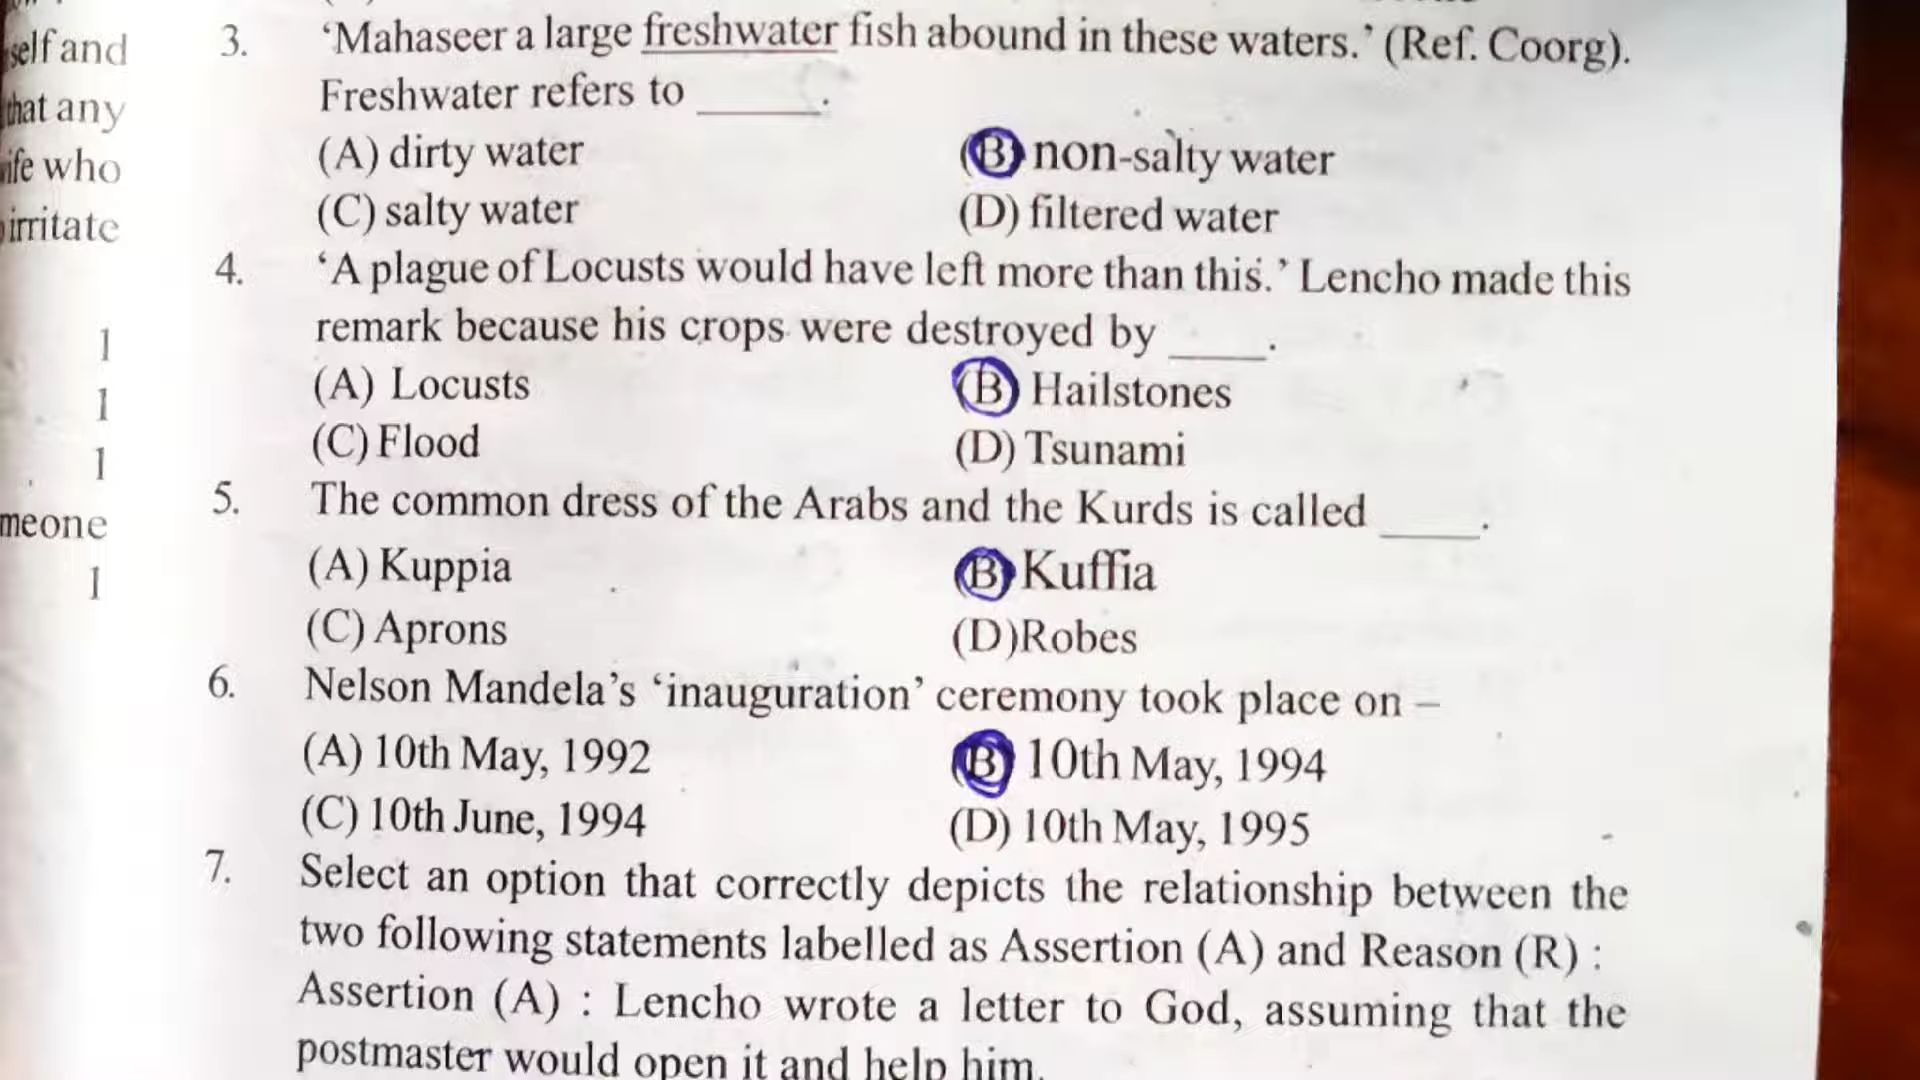 self and
that any
wife who
irritate
1
1
1
meone
1
3. ‘Mahaseer a large freshwater fish abound in these waters.’ (Ref. Coorg).
Freshwater refers to ______.
(A) dirty water (B) non-salty water
(C) salty water (D) filtered water
4. ‘A plague of Locusts would have left more than this.’ Lencho made this
remark because his crops were destroyed by _____.
(A) Locusts (B) Hailstones
(C) Flood (D) Tsunami
5. The common dress of the Arabs and the Kurds is called _____.
(A) Kuppia (B) Kuffia
(C) Aprons (D)Robes
6. Nelson Mandela’s ‘inauguration’ ceremony took place on –
(A) 10th May, 1992 (B) 10th May, 1994
(C) 10th June, 1994 (D) 10th May, 1995
7. Select an option that correctly depicts the relationship between the
two following statements labelled as Assertion (A) and Reason (R) :
Assertion (A) : Lencho wrote a letter to God, assuming that the
postmaster would open it and help him.